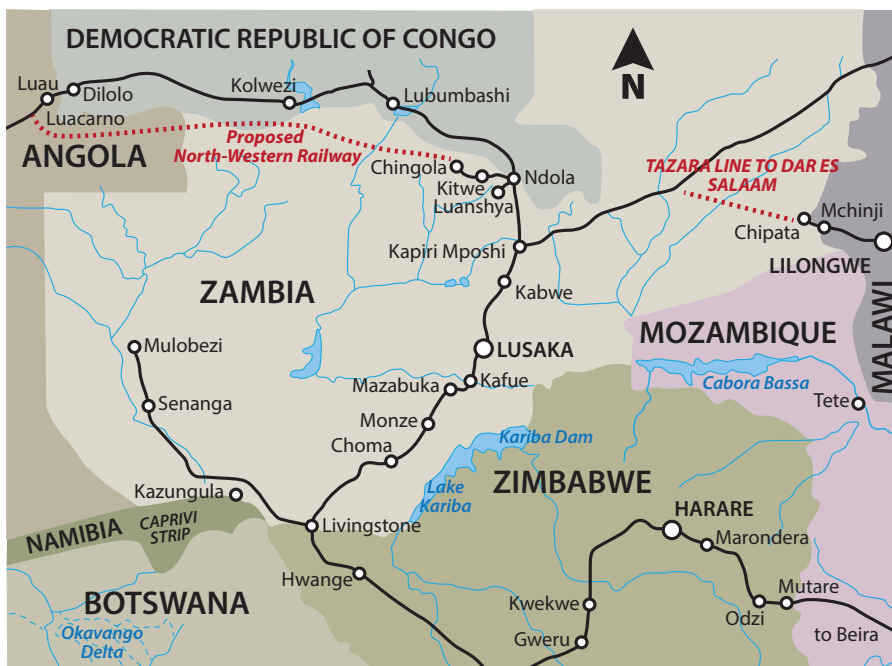 DEMOCRATIC REPUBLIC OF CONGO
N
Luau
Dilolo
Kolwezi
Lubumbashi
Luacarno
ANGOLA
Proposed
North-Western Railway
Chingola
Kitwe
Luanshya
Ndola
TAZARA LINE TO DAR ES
SALAAM
Mchinji
Chipata
LILONGWE
MALAWI
Kapiri Mposhi
Kabwe
ZAMBIA
MOZAMBIQUE
Mulobezi
LUSAKA
Cabora Bassa
Mazabuka
Kafue
Tete
Senanga
Monze
Choma
Kariba Dam
Lake
Kariba
ZIMBABWE
Kazungula
NAMIBIA
CAPRIVI
STRIP
Livingstone
HARARE
Marondera
Hwange
BOTSWANA
Kwekwe
Mutare
Odzi
Gweru
to Beira
Okavango
Delta